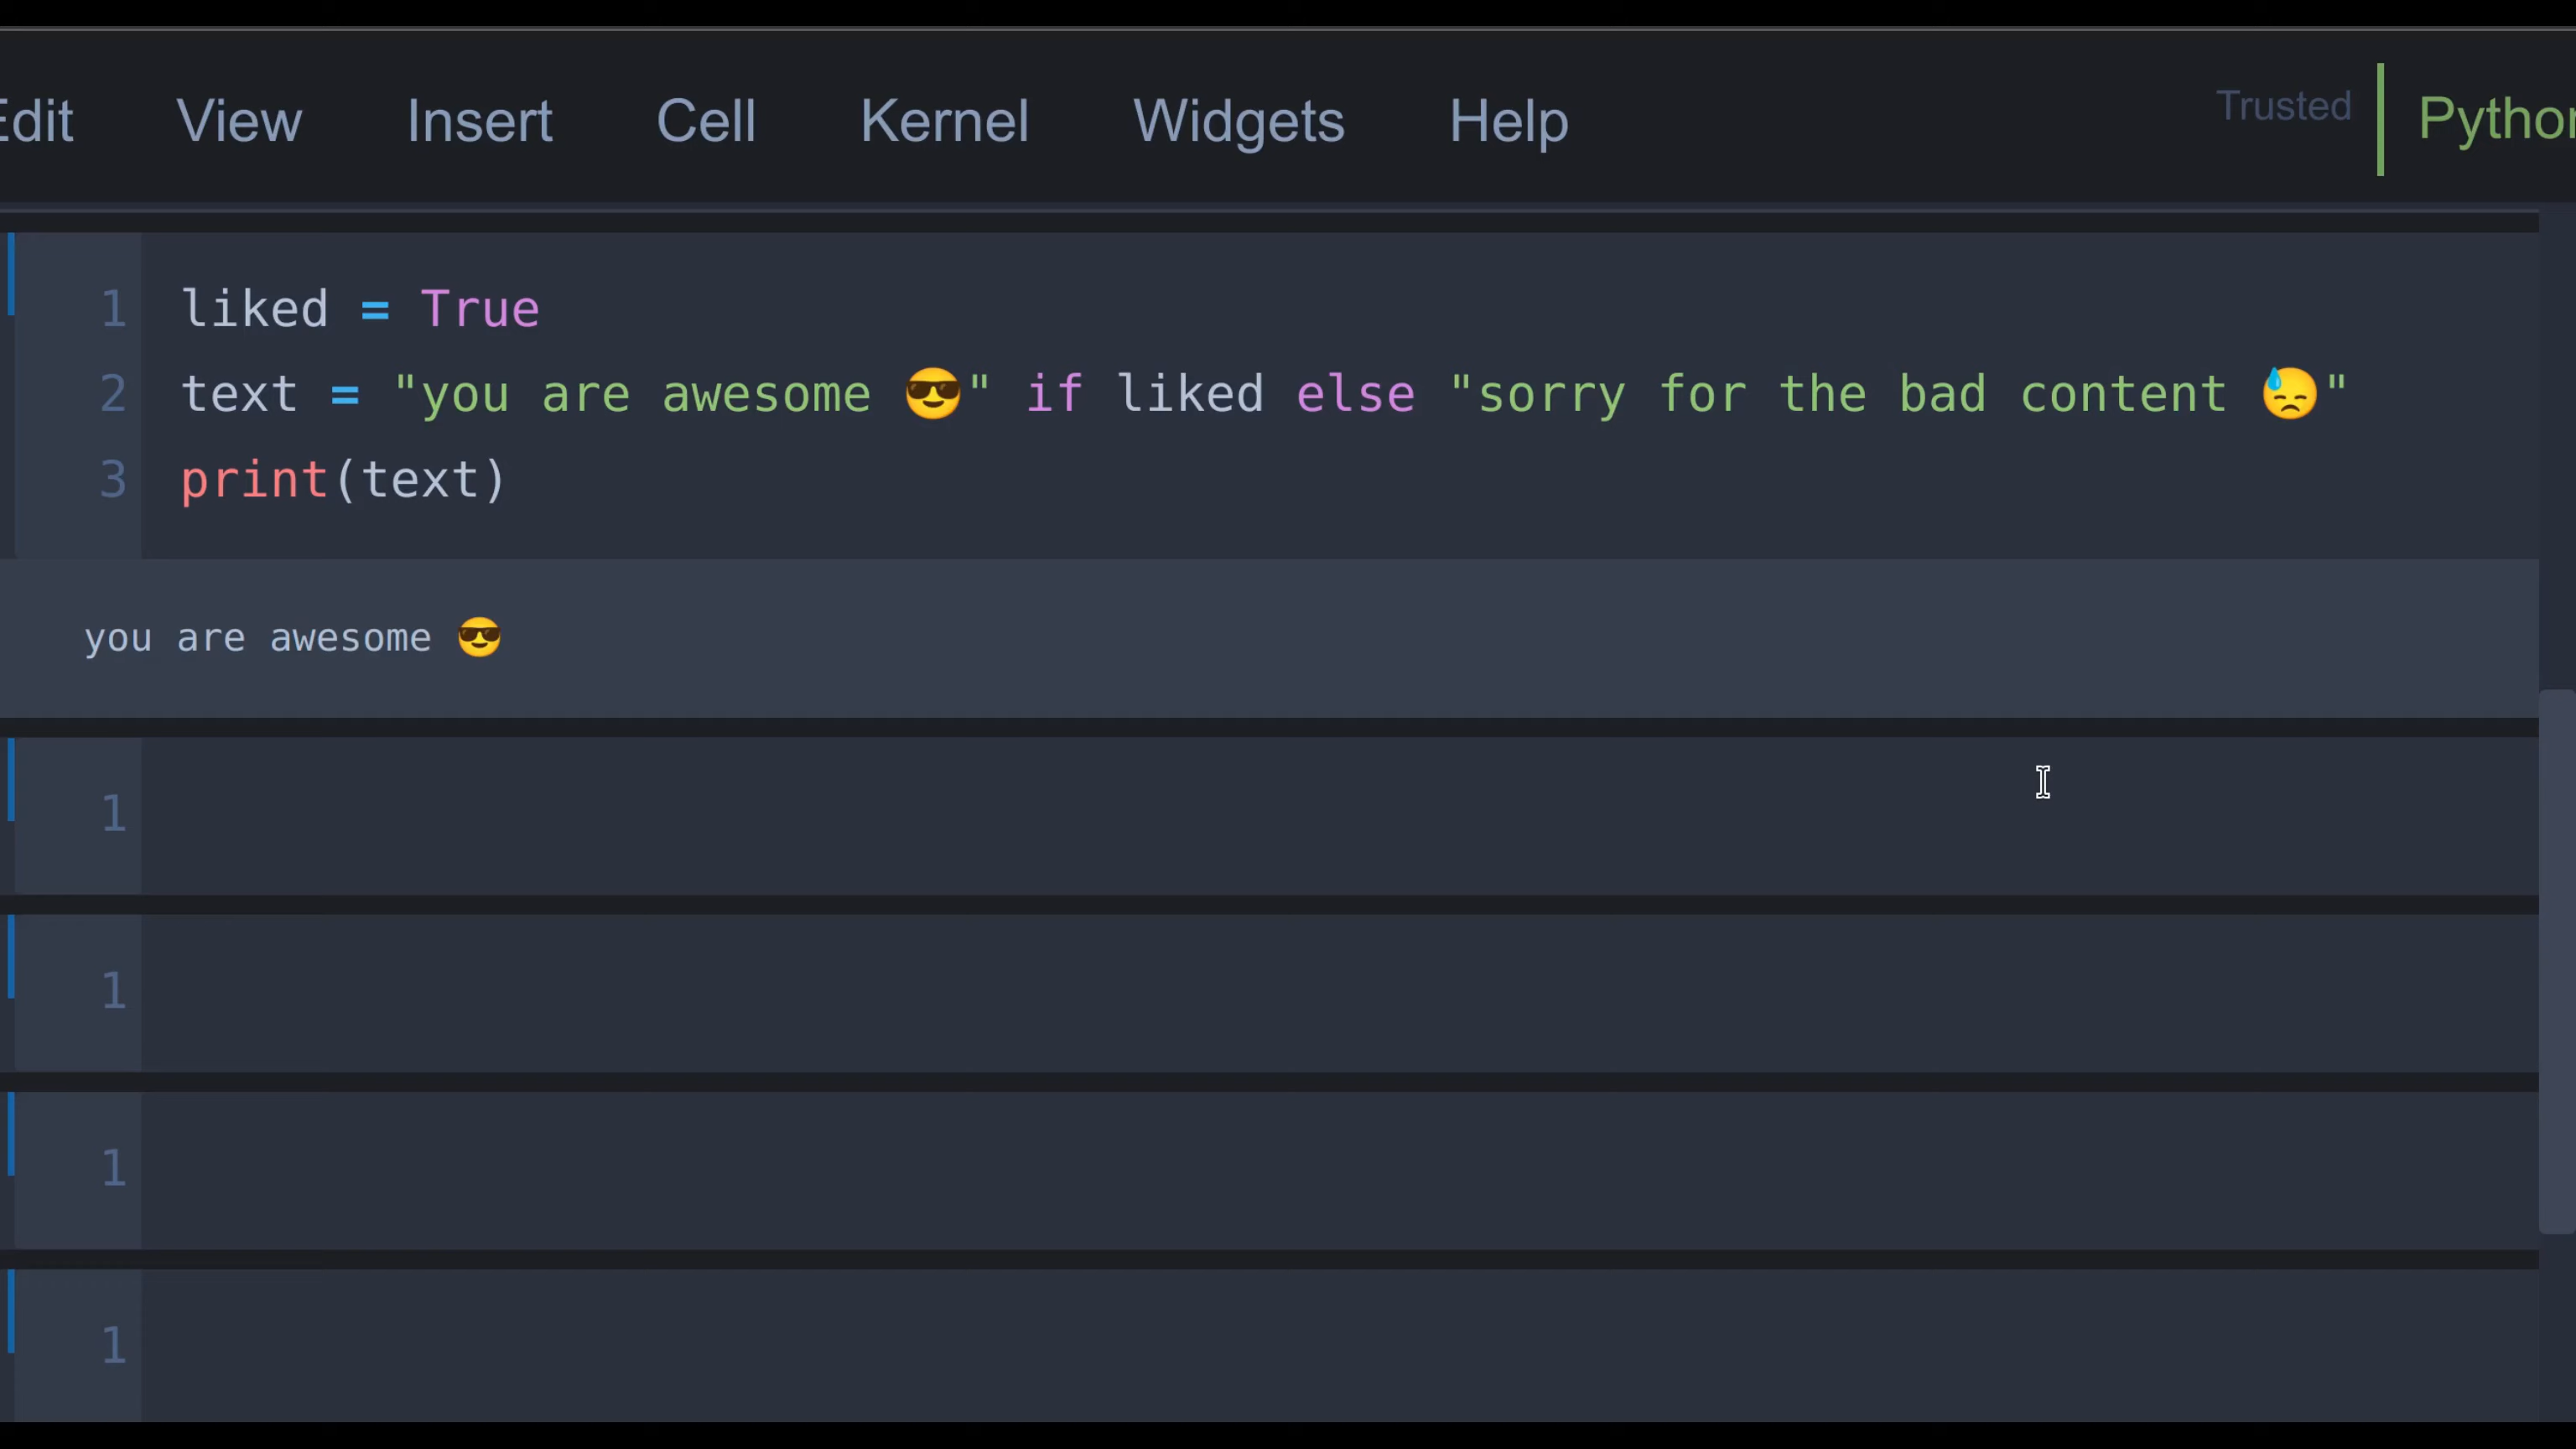 Edit View Insert Cell Kernel Widgets Help Trusted
1 liked = True
2 text = "you are awesome 😎" if liked else "sorry for the bad content 😓"
3 print(text)
you are awesome 😎
1
1
1
1